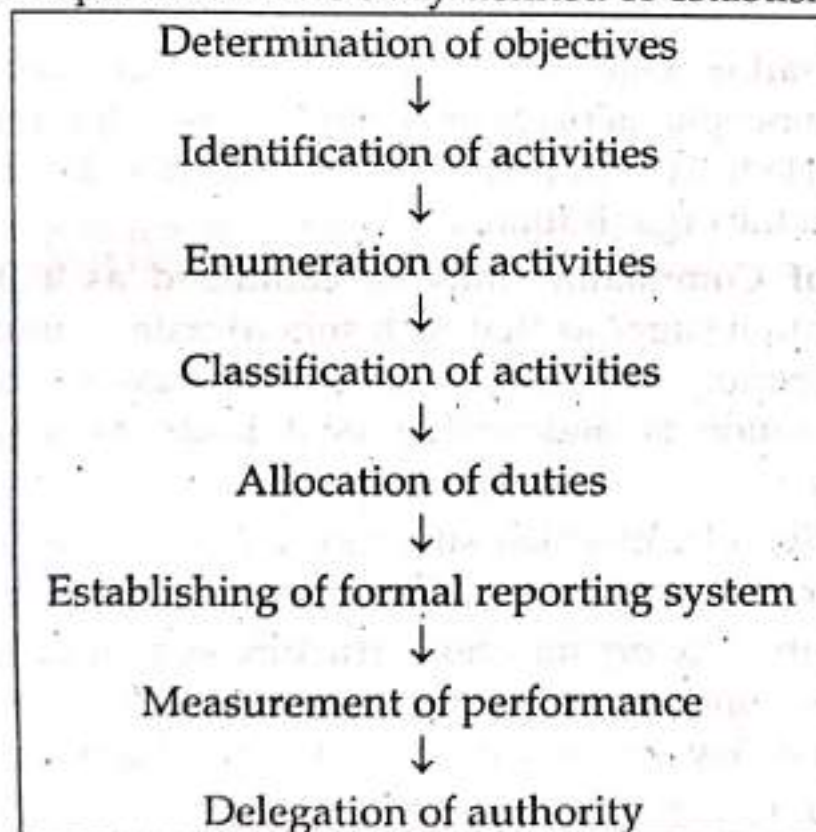 Determination of objectives
↓
Identification of activities
↓
Enumeration of activities
↓
Classification of activities
↓
Allocation of duties
↓
Establishing of formal reporting system
↓
Measurement of performance
↓
Delegation of authority